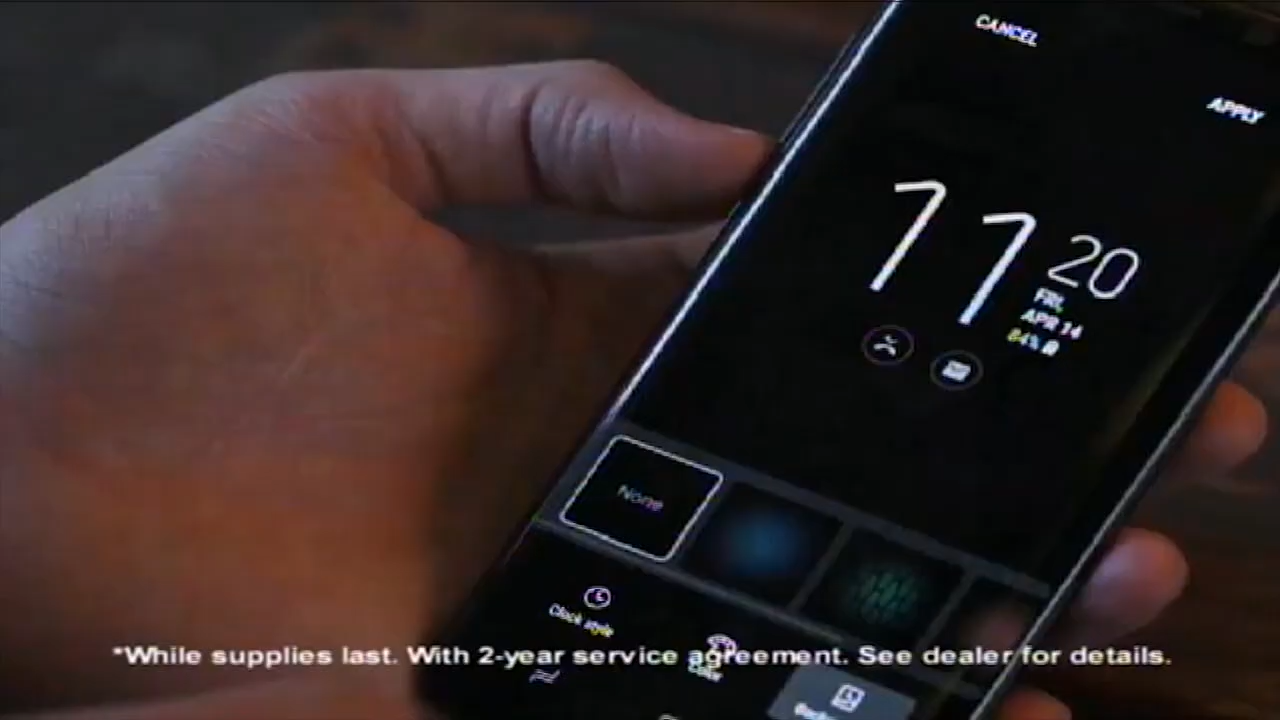 CANCEL
APPLY
11 20
FRI,
APR 14
84%
None
Clock style
Color
*While supplies last. With 2-year service agreement. See dealer for details.